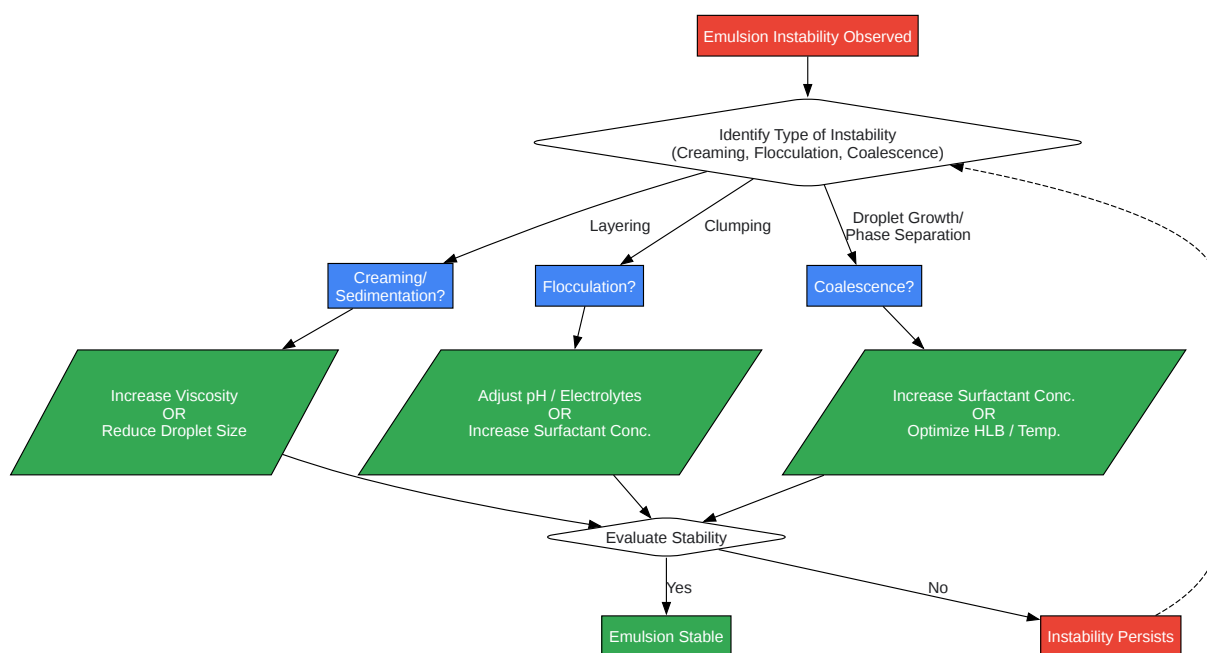 Emulsion Instability Observed
Identify Type of Instability
(Creaming, Flocculation, Coalescence)
Layering
Clumping
Droplet Growth/
Phase Separation
Creaming/
Sedimentation?
Flocculation?
Coalescence?
Increase Viscosity
OR
Reduce Droplet Size
Adjust pH / Electrolytes
OR
Increase Surfactant Conc.
Increase Surfactant Conc.
OR
Optimize HLB / Temp.
Evaluate Stability
Yes
No
Emulsion Stable
Instability Persists